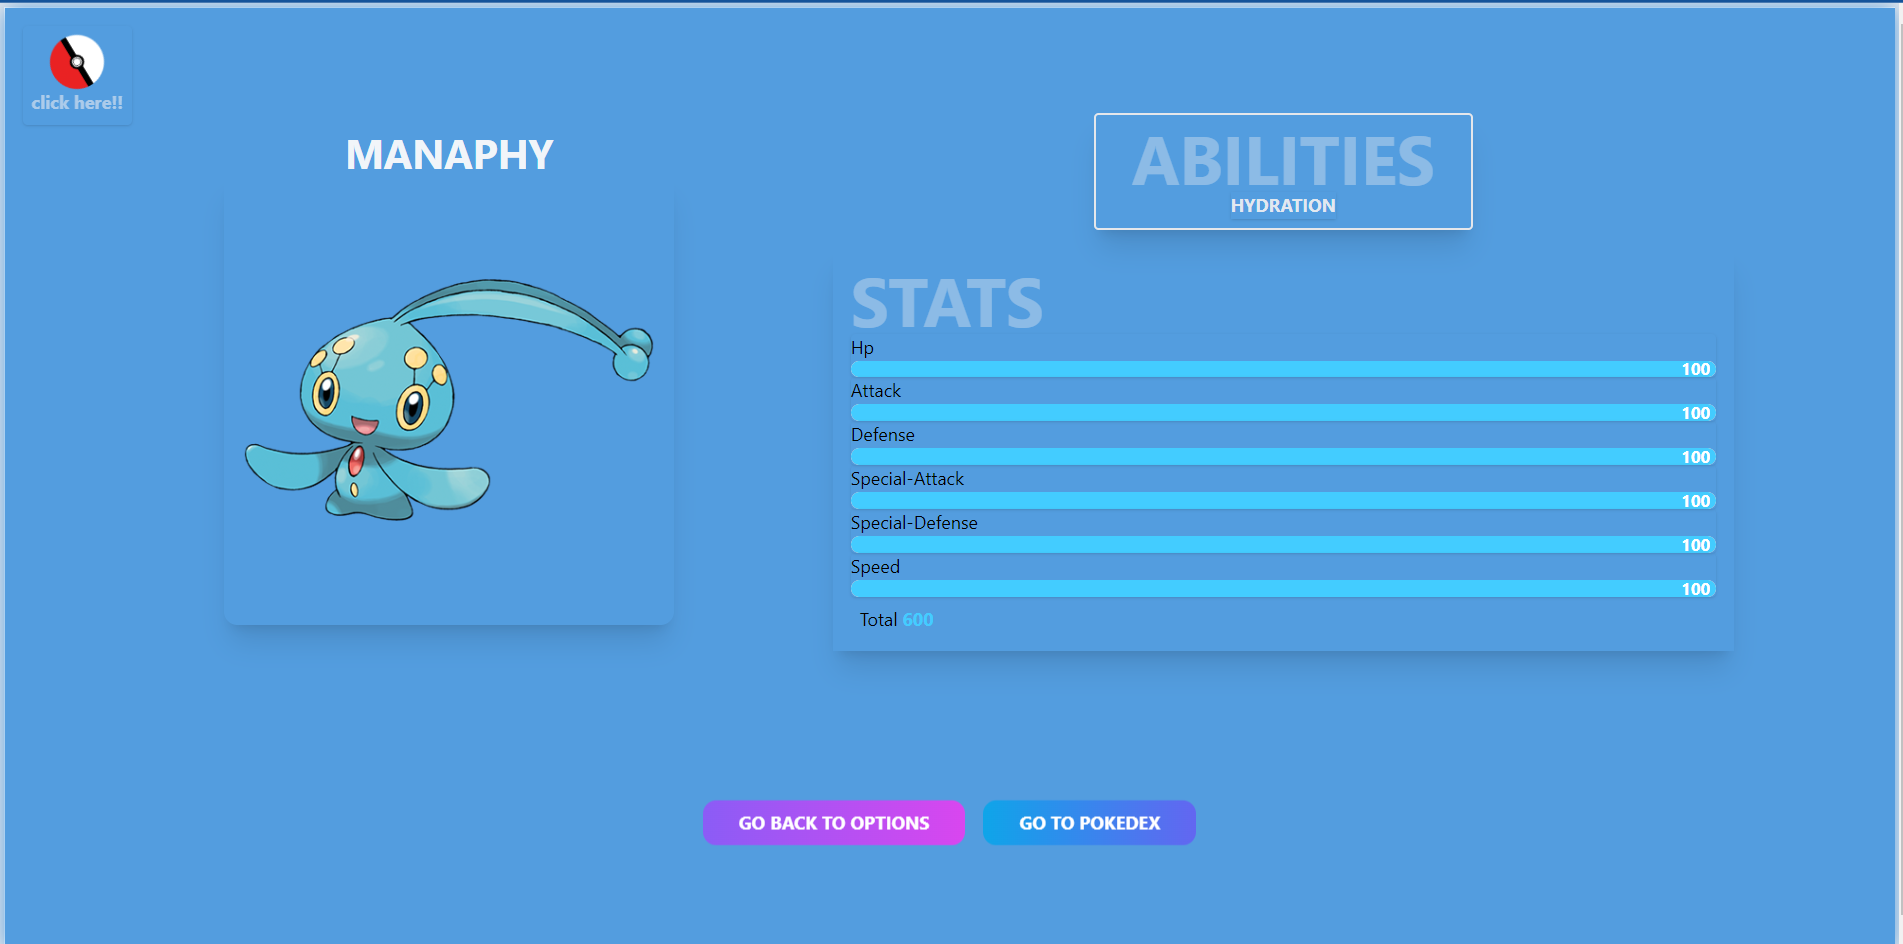 click here!!
MANAPHY
ABILITIES
HYDRATION
STATS
Hp
100
Attack
100
Defense
100
Special-Attack
100
Special-Defense
100
Speed
100
Total 600
GO BACK TO OPTIONS
GO TO POKEDEX